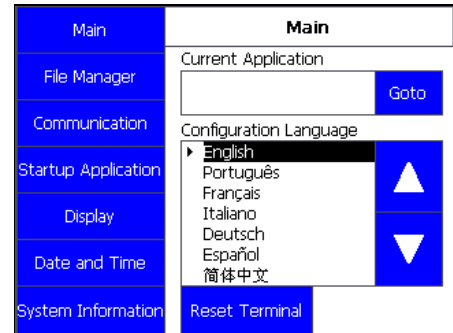 Main
File Manager
Communication
Startup Application
Display
Date and Time
System Information
Main
Current Application
Goto
Configuration Language
English
Português
Français
Italiano
Deutsch
Español
简体中文
Reset Terminal